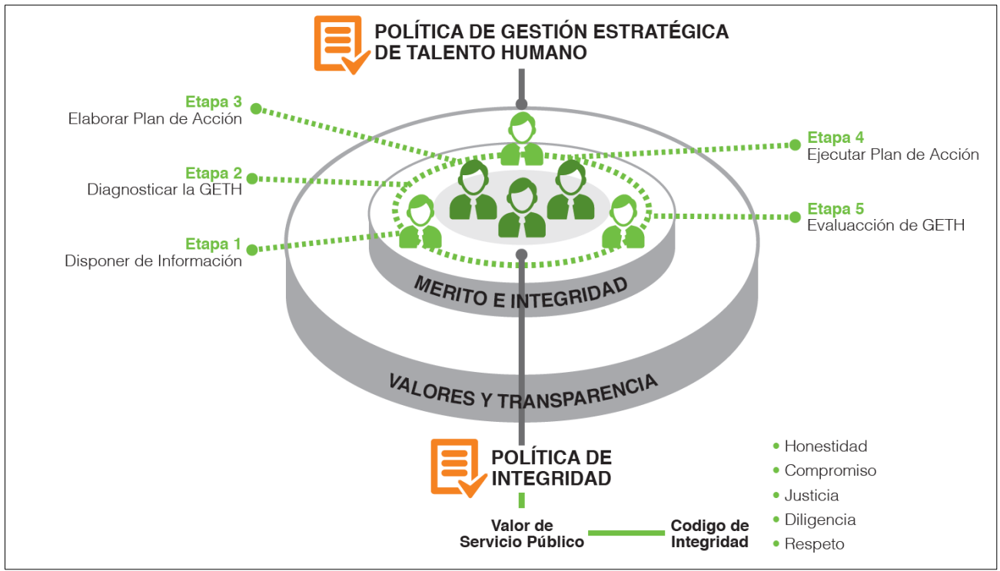 POLÍTICA DE GESTIÓN ESTRATÉGICA
DE TALENTO HUMANO
Etapa 3
Elaborar Plan de Acción
Etapa 2
Diagnosticar la GETH
Etapa 1
Disponer de Información
Etapa 4
Ejecutar Plan de Acción
Etapa 5
Evaluacción de GETH
MERITO E INTEGRIDAD
VALORES Y TRANSPARENCIA
POLÍTICA DE
INTEGRIDAD
Valor de
Servicio Público
Codigo de
Integridad
• Honestidad
• Compromiso
• Justicia
• Diligencia
• Respeto